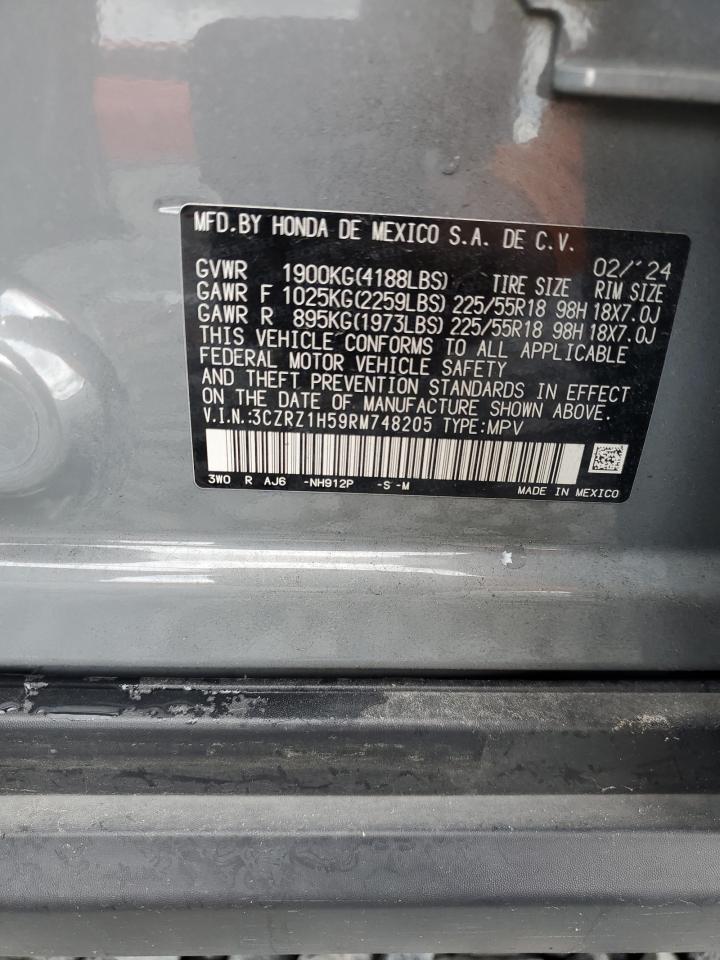 MFD.BY HONDA DE MEXICO S.A. DE C.V.
02/'24
GVWR 1900KG(4188LBS) TIRE SIZE RIM SIZE
GAWR F 1025KG(2259LBS) 225/55R18 98H 18X7.0J
GAWR R 895KG(1973LBS) 225/55R18 98H 18X7.0J
THIS VEHICLE CONFORMS TO ALL APPLICABLE
FEDERAL MOTOR VEHICLE SAFETY
AND THEFT PREVENTION STANDARDS IN EFFECT
ON THE DATE OF MANUFACTURE SHOWN ABOVE.
V.I.N.:3CZRZ1H59RM748205 TYPE:MPV
3WO R AJ6 -NH912P -S -M MADE IN MEXICO